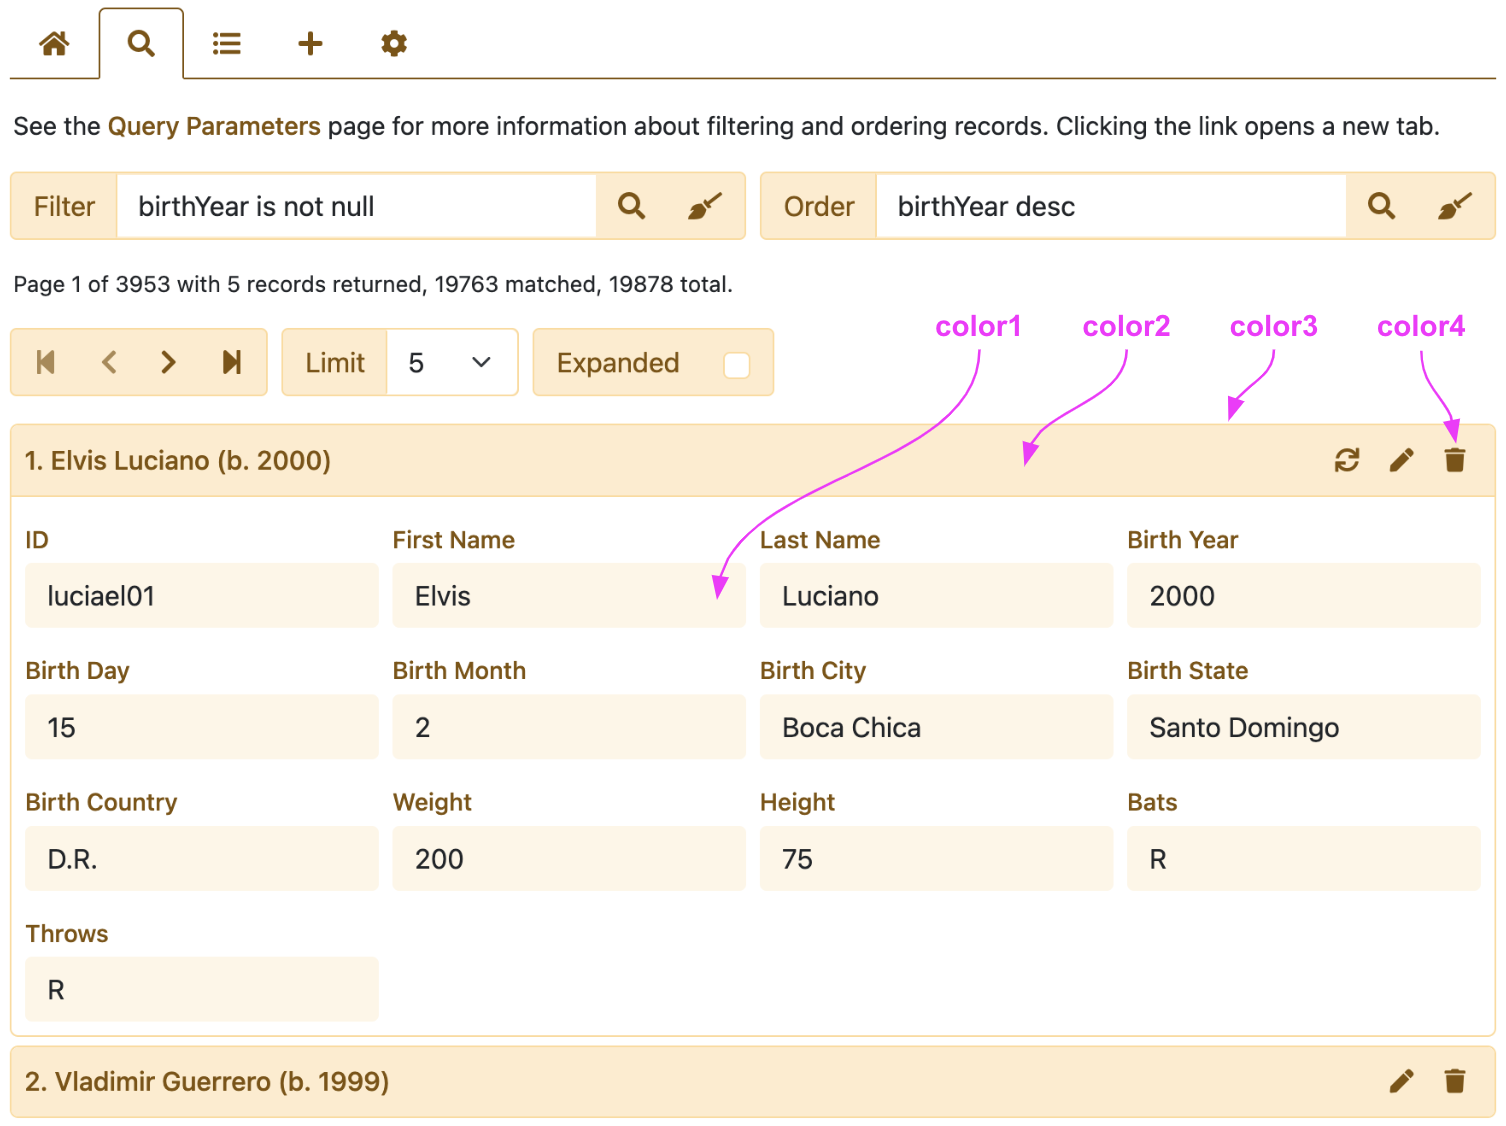 See the Query Parameters page for more information about filtering and ordering records. Clicking the link opens a new tab.
Filter birthYear is not null Order birthYear desc
Page 1 of 3953 with 5 records returned, 19763 matched, 19878 total.
color1 color2 color3 color4
Limit 5 Expanded
1. Elvis Luciano (b. 2000)
ID First Name Last Name Birth Year
luciael01 Elvis Luciano 2000
Birth Day Birth Month Birth City Birth State
15 2 Boca Chica Santo Domingo
Birth Country Weight Height Bats
D.R. 200 75 R
Throws
R
2. Vladimir Guerrero (b. 1999)